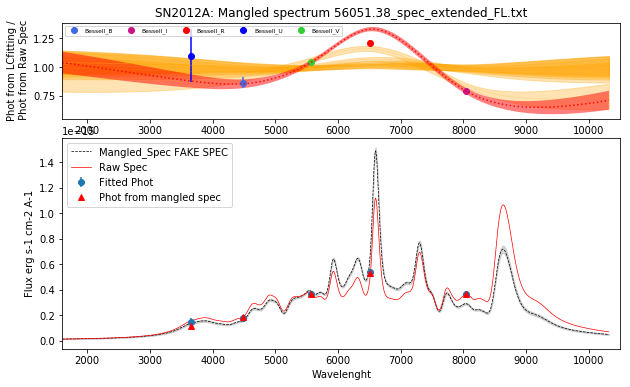 SN2012A: Mangled spectrum 56051.38_spec_extended_FL.txt
Bessell_B Bessell_I Bessell_R Bessell_U Bessell_V
Phot from LCfitting /
Phot from Raw Spec
1.25
1.00
0.75
2000 3000 4000 5000 6000 7000 8000 9000 10000
Mangled_Spec FAKE SPEC
Raw Spec
Fitted Phot
Phot from mangled spec
Flux erg s-1 cm-2 A-1
1.4
1.2
1.0
0.8
0.6
0.4
0.2
0.0
2000 3000 4000 5000 6000 7000 8000 9000 10000
Wavelenght